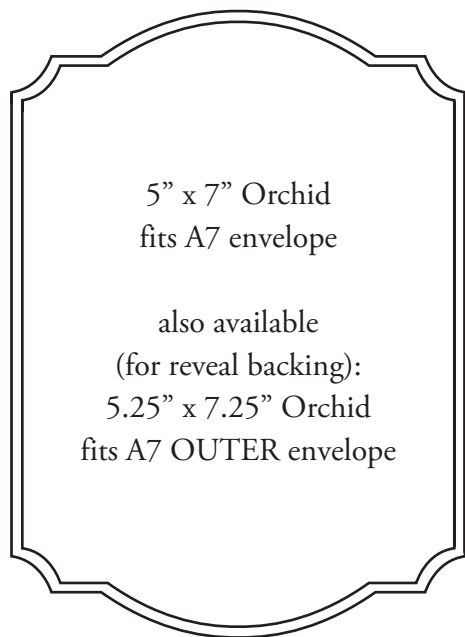 5” x 7” Orchid
fits A7 envelope
also available
(for reveal backing):
5.25” x 7.25” Orchid
fits A7 OUTER envelope